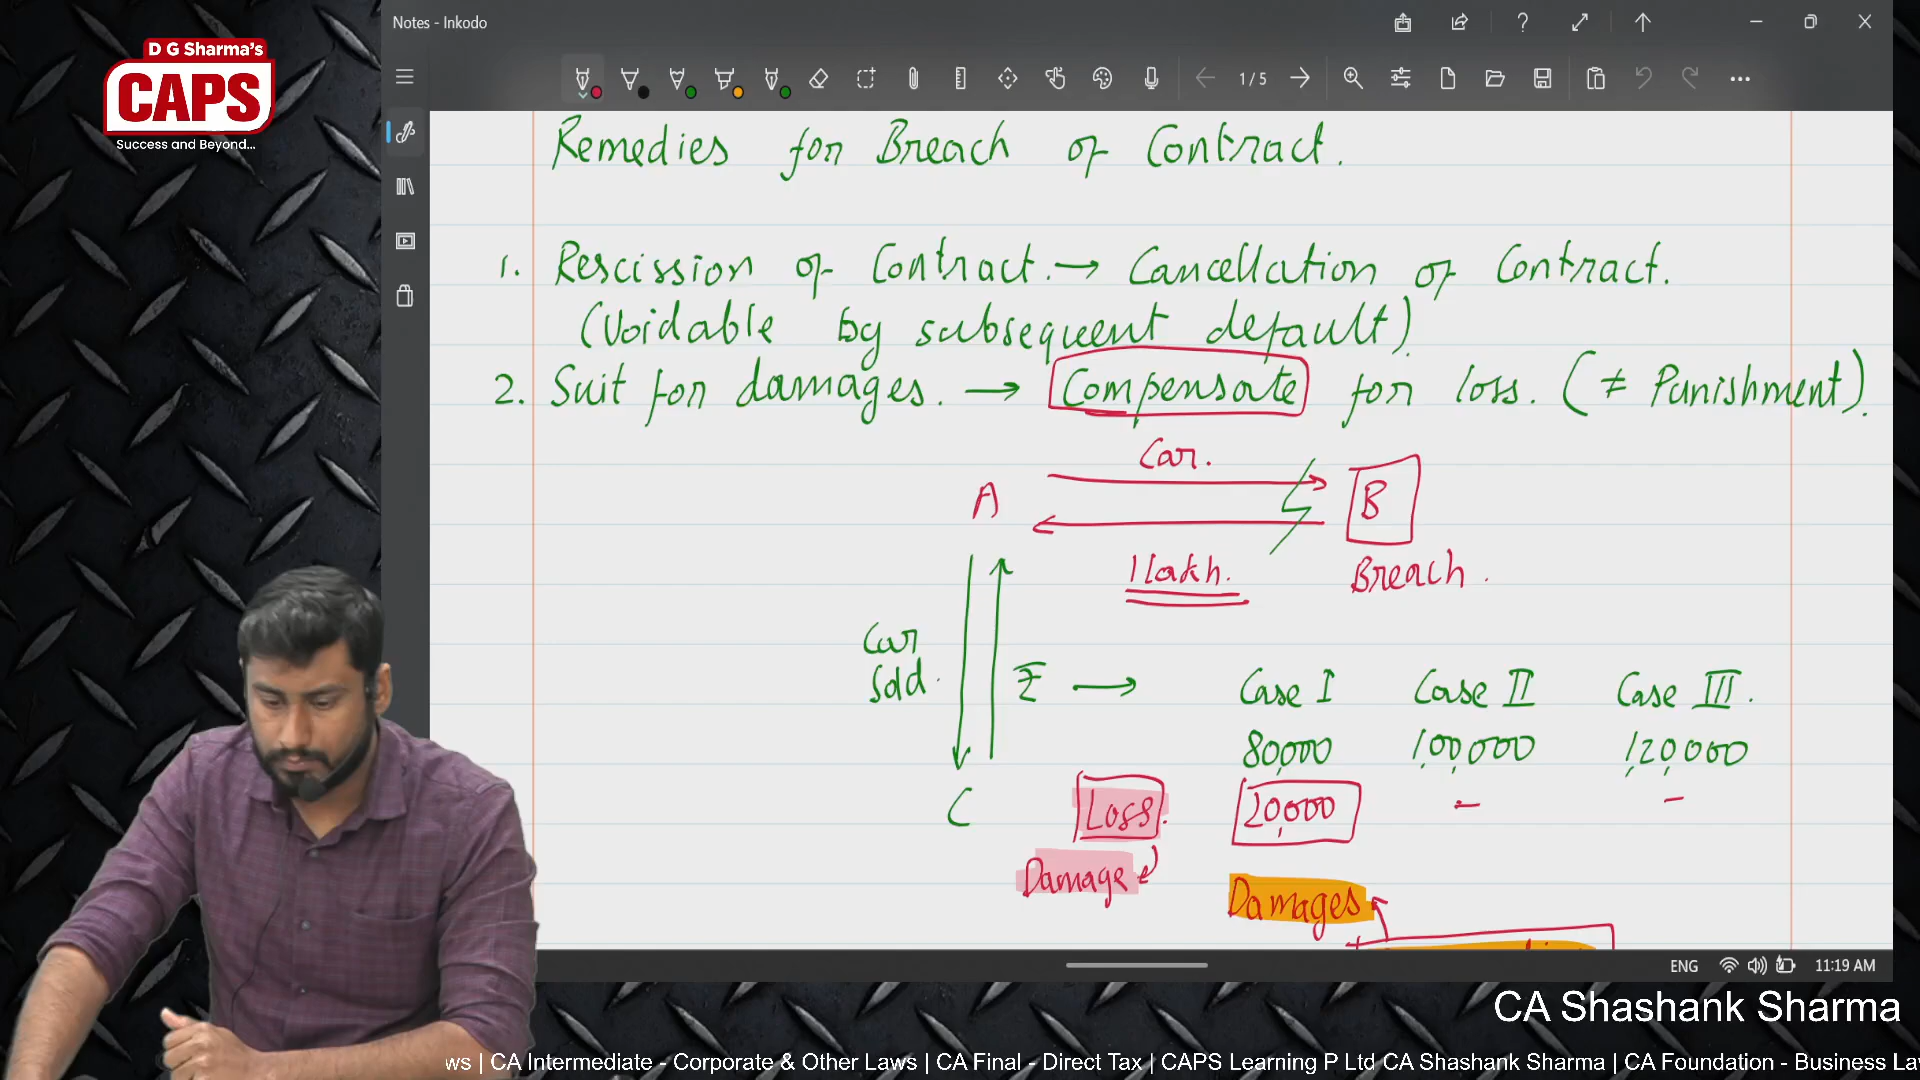 D G Sharma's
CAPS
Success and Beyond...
Notes - Inkodo
1 / 5
Remedies for Breach of Contract.
1. Rescission of Contract. → Cancellation of Contract.
(Voidable by subsequent default).
2. Suit for damages. → Compensate for loss. (≠ Punishment).
Car.
A
B
1 lakh.
Breach.
Car
Sold.
₹ → Case I Case II Case III.
80,000 1,00,000 1,20,000
C
Loss. 20,000 - -
Damage
Damages
ENG 11:19 AM
CA Shashank Sharma
ws | CA Intermediate - Corporate & Other Laws | CA Final - Direct Tax | CAPS Learning P Ltd CA Shashank Sharma | CA Foundation - Business La